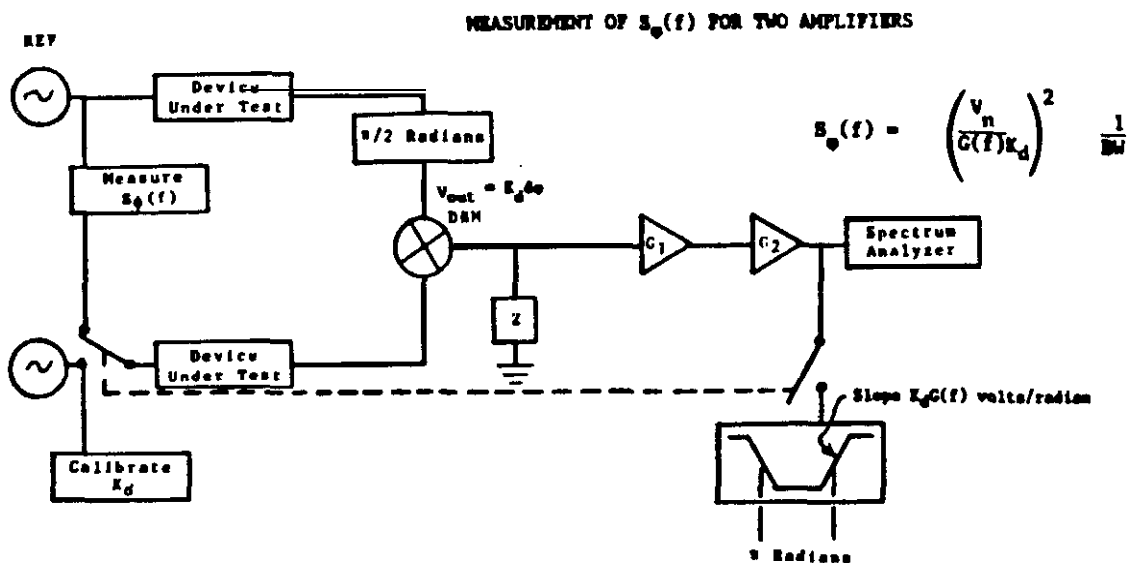 MEASUREMENT OF Sφ(f) FOR TWO AMPLIFIERS
REF
Device
Under Test
π/2 Radians
Sφ(f) = (Vn / G(f)Kd)^2 1/BW
Measure
Sφ(f)
Vout = Kdδφ
DBM
G1
G2
Spectrum
Analyzer
Z
Device
Under Test
Slope KdG(f) volts/radian
Calibrate
Kd
π Radians